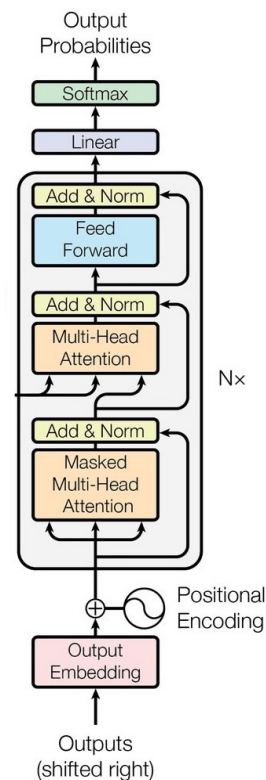 Output
Probabilities
Softmax
Linear
Add & Norm
Feed
Forward
Add & Norm
Multi-Head
Attention
N×
Add & Norm
Masked
Multi-Head
Attention
Positional
Encoding
Output
Embedding
Outputs
(shifted right)